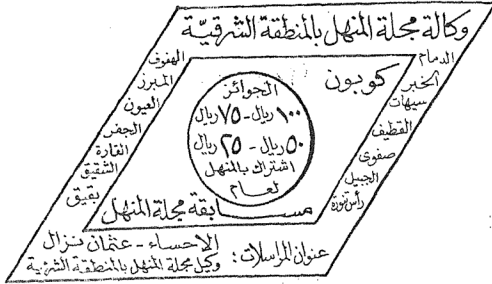 وكالة مجلة المنهل بالمنطقة الشرقيّة
الدمام
الخبر
سيهات
القطيف
صفوى
الجبيل
رأس تنورة
الهفوف
المبرز
العيون
الجفر
القارة
الشقيق
بقيق
كوبون
الجوائز
١٠٠ ريال - ٧٥ ريال
٥٠ ريال - ٢٥ ريال
اشتراك بالمنهل
لعام
مسابقة مجلة المنهل
عنوان المراسلات: الاحساء - عثمان نزال
وكيل مجلة المنهل بالمنطقة الشرقية